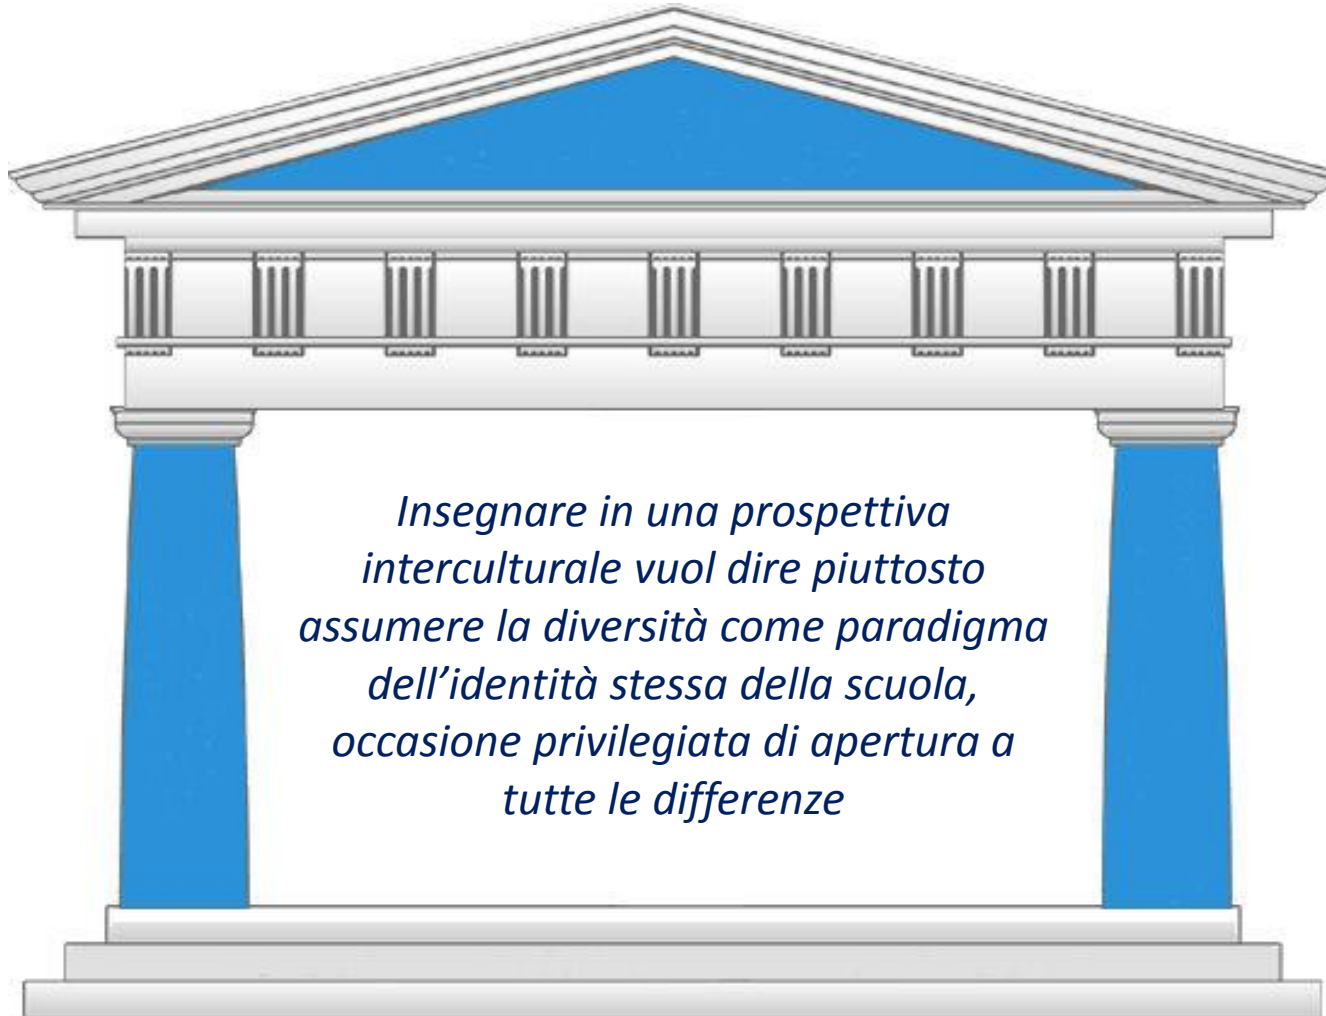 Insegnare in una prospettiva
interculturale vuol dire piuttosto
assumere la diversità come paradigma
dell’identità stessa della scuola,
occasione privilegiata di apertura a
tutte le differenze